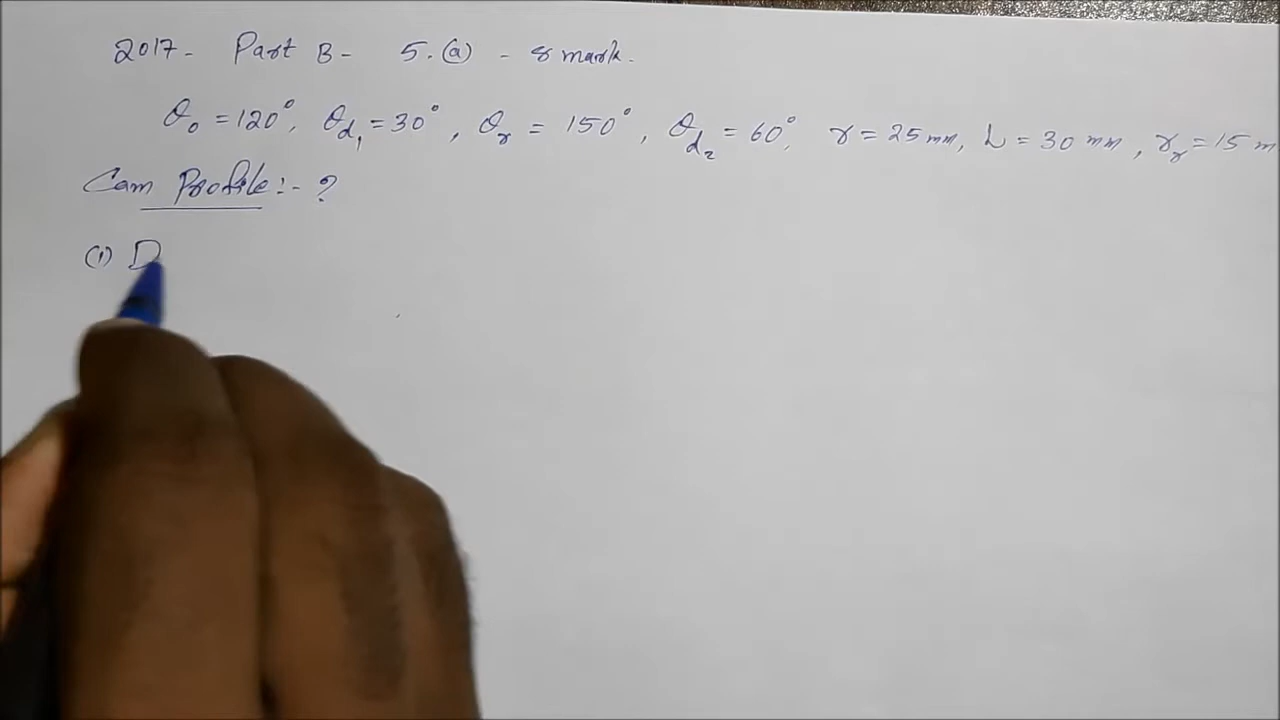 2017- Part B- 5.(a) - 8 mark.
θ₀ = 120°, θd₁ = 30°, θr = 150°, θd₂ = 60°, r = 25 mm, L = 30 mm, rr = 15 m
Cam Profile:- ?
(1) D